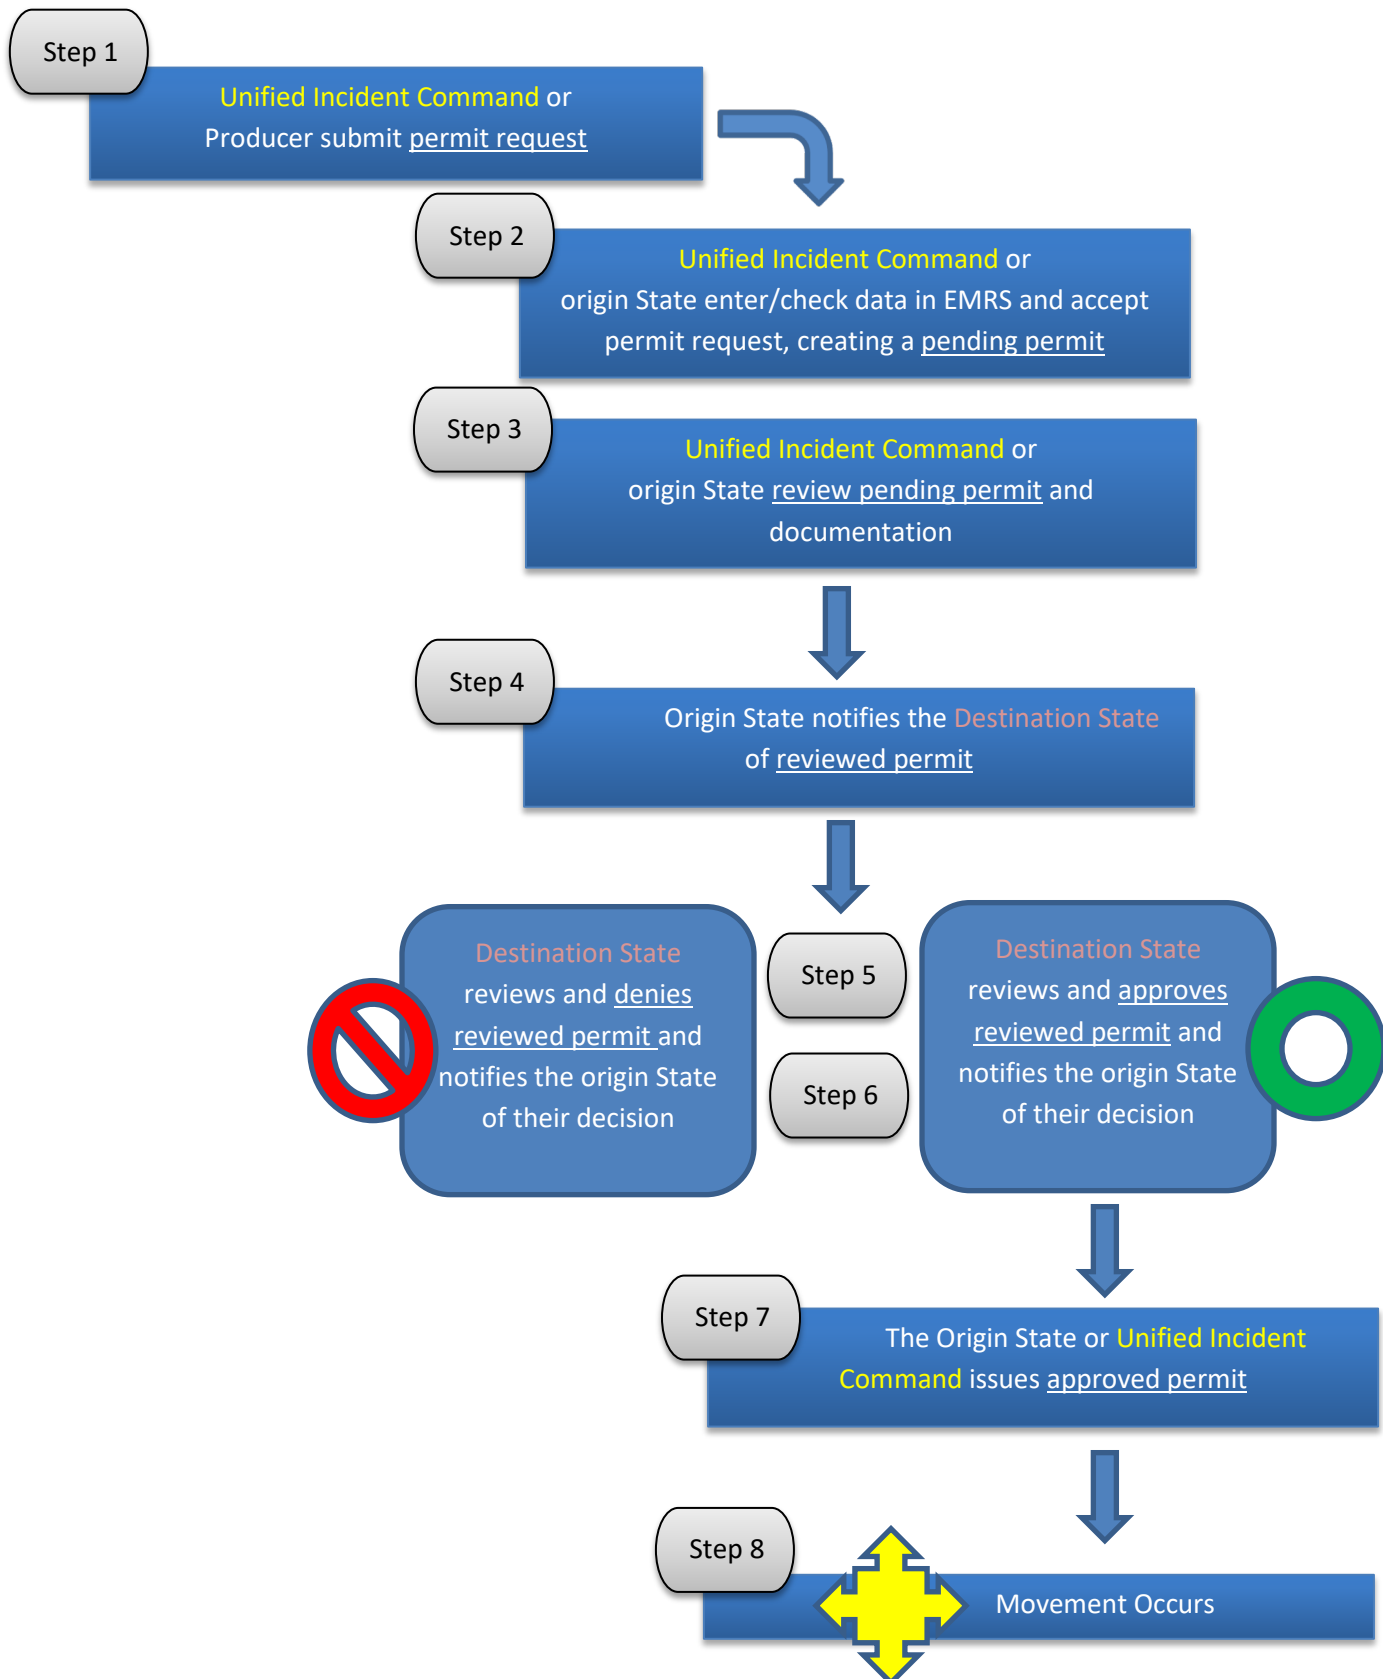 Step 1
Unified Incident Command or
Producer submit permit request
Step 2
Unified Incident Command or
origin State enter/check data in EMRS and accept
permit request, creating a pending permit
Step 3
Unified Incident Command or
origin State review pending permit and
documentation
Step 4
Origin State notifies the Destination State
of reviewed permit
Step 5
Step 6
Destination State
reviews and denies
reviewed permit and
notifies the origin State
of their decision
Destination State
reviews and approves
reviewed permit and
notifies the origin State
of their decision
Step 7
The Origin State or Unified Incident
Command issues approved permit
Step 8
Movement Occurs